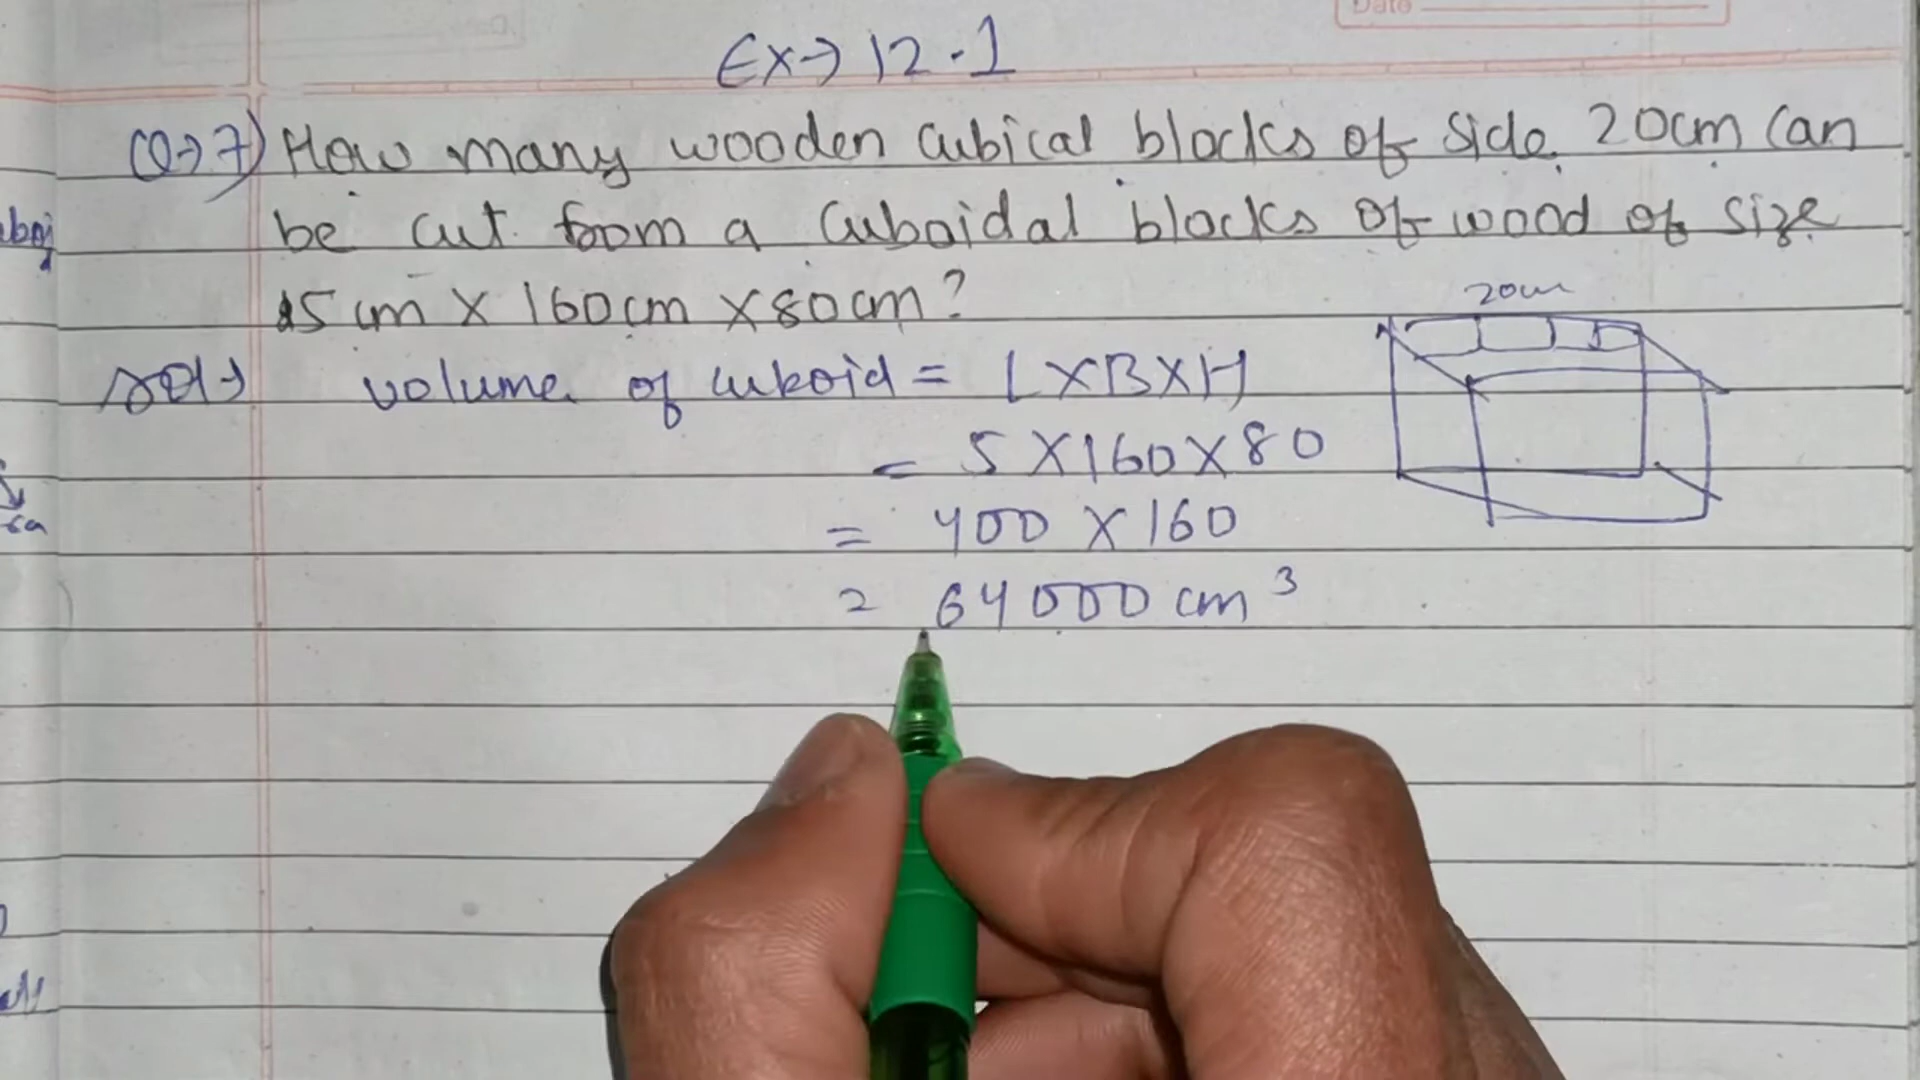 Date
Ex→ 12.1
Q→7) How many wooden cubical blocks of side 20cm can
be cut from a cuboidal blocks of wood of size
5 cm X 160cm X 80cm?
20cm
Sol→ volume of cuboid = LXBXH
= 5 X 160 X 80
= 400 X 160
= 64000 cm³